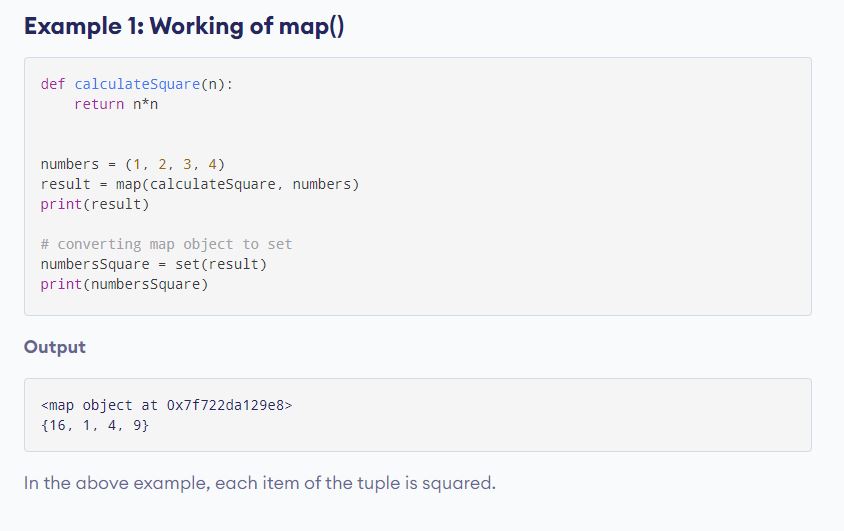 Example 1: Working of map()
def calculateSquare(n):
    return n*n
numbers = (1, 2, 3, 4)
result = map(calculateSquare, numbers)
print(result)
# converting map object to set
numbersSquare = set(result)
print(numbersSquare)
Output
<map object at 0x7f722da129e8>
{16, 1, 4, 9}
In the above example, each item of the tuple is squared.